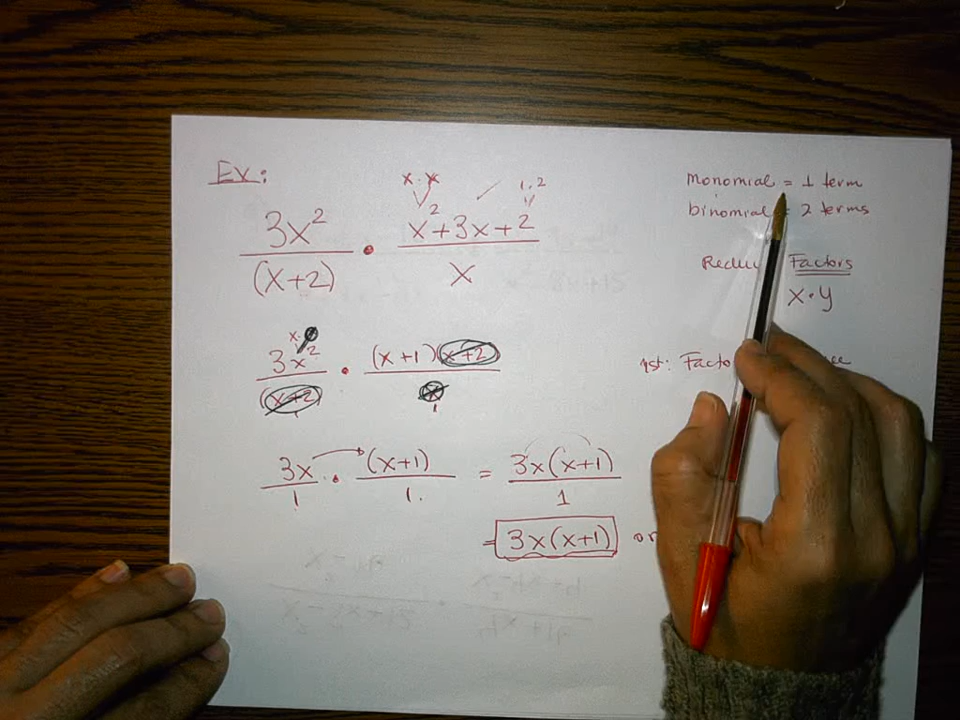 Ex:
x·x 1,2
3x² / (x+2) · x²+3x+2 / x
3x² / (x+2) · (x+1)(x+2) / x
3x / 1 · (x+1) / 1 = 3x(x+1) / 1
= 3x(x+1) or
monomial = 1 term
binomial = 2 terms
Factors
x·y
1st: